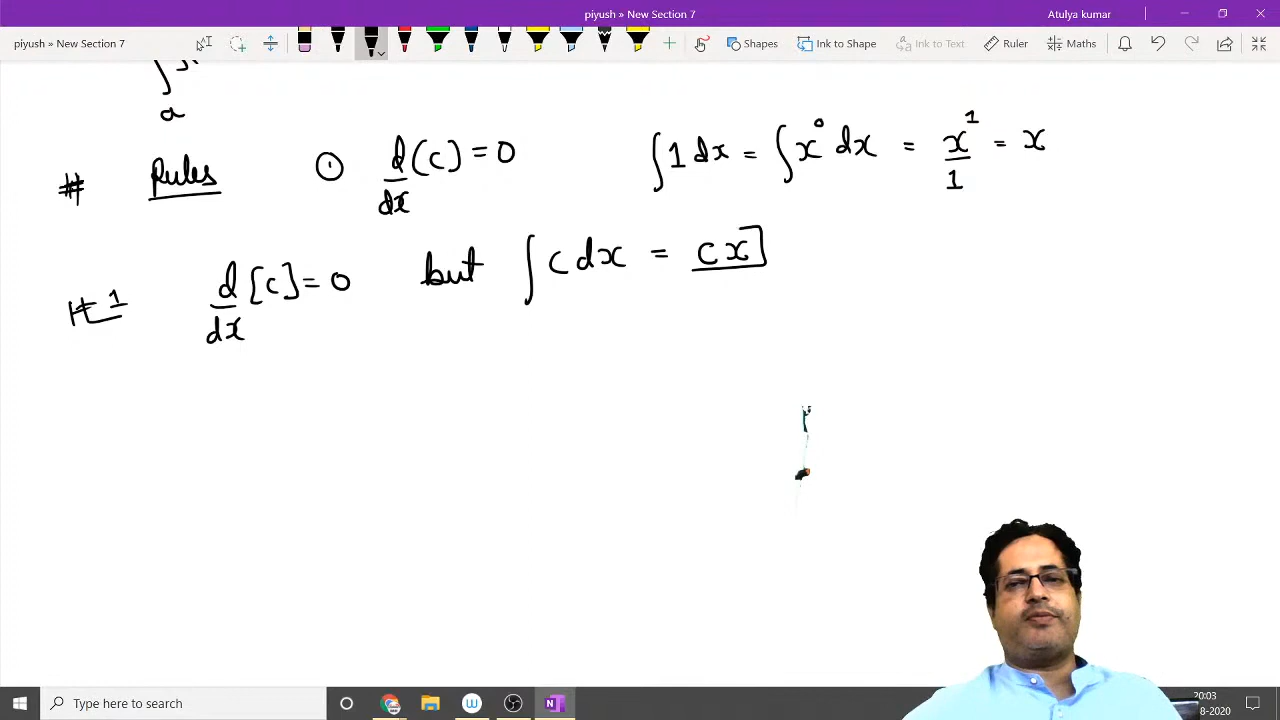 piyush » New Section 7
Atulya kumar
piyush » New Section 7
Shapes
Ink to Shape
Ink to Text
Ruler
Maths
∫ a
# Rules ① d/dx (c) = 0 ∫ 1 dx = ∫ x⁰ dx = x¹/1 = x
d/dx [c] = 0 but ∫ c dx = cx
Type here to search
20:03
8-2020